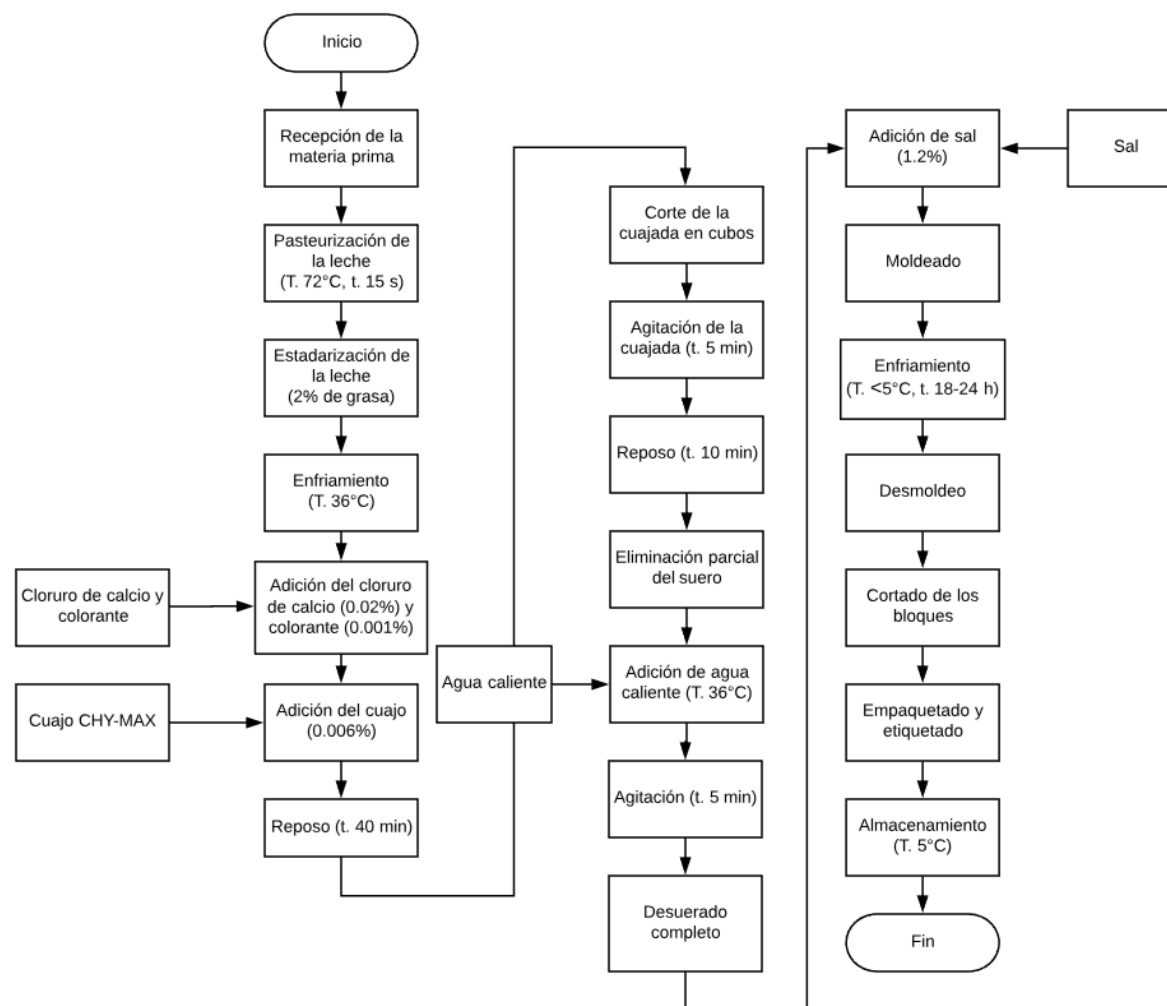 Inicio
Recepción de la
materia prima
Pasteurización de
la leche
(T. 72°C, t. 15 s)
Estadarización de
la leche
(2% de grasa)
Enfriamiento
(T. 36°C)
Cloruro de calcio y
colorante
Adición del cloruro
de calcio (0.02%) y
colorante (0.001%)
Cuajo CHY-MAX
Adición del cuajo
(0.006%)
Reposo (t. 40 min)
Corte de la
cuajada en cubos
Agitación de la
cuajada (t. 5 min)
Reposo (t. 10 min)
Eliminación parcial
del suero
Agua caliente
Adición de agua
caliente (T. 36°C)
Agitación (t. 5 min)
Desuerado
completo
Adición de sal
(1.2%)
Sal
Moldeado
Enfriamiento
(T. <5°C, t. 18-24 h)
Desmoldeo
Cortado de los
bloques
Empaquetado y
etiquetado
Almacenamiento
(T. 5°C)
Fin